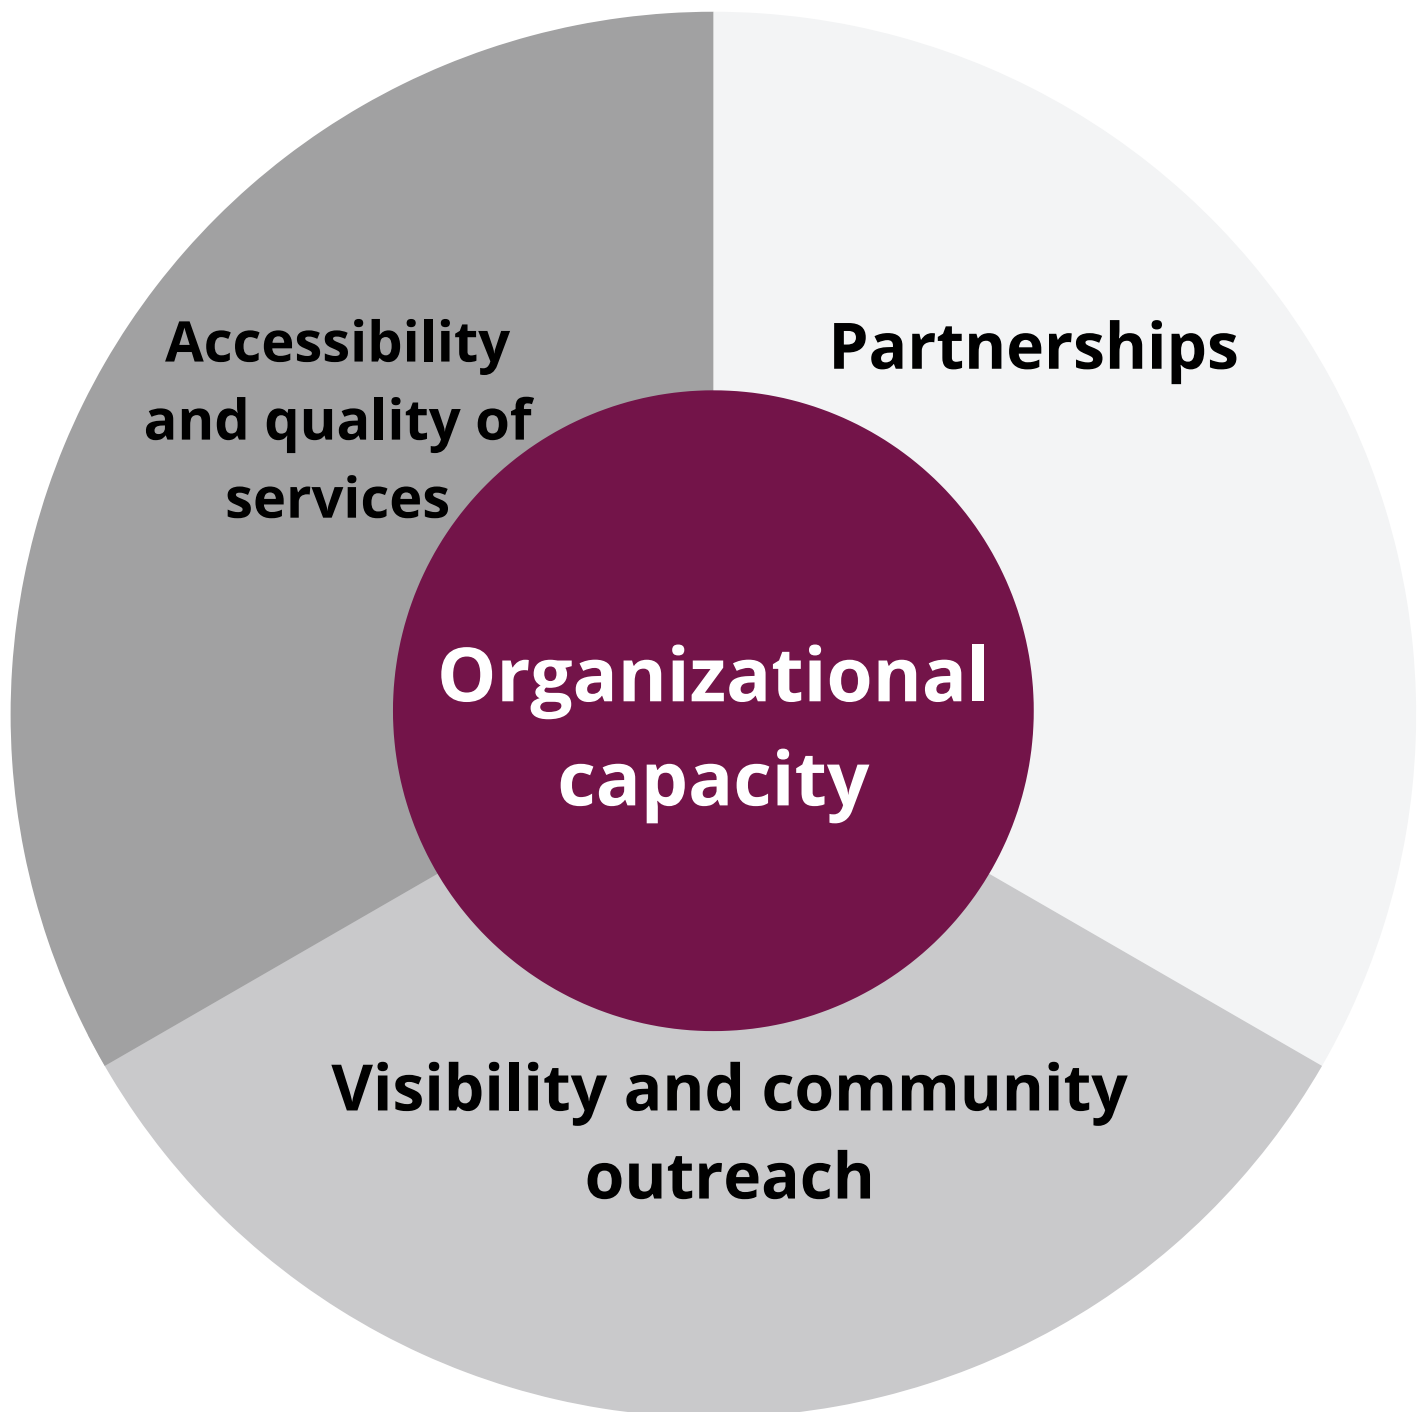 Accessibility
and quality of
services
Partnerships
Organizational
capacity
Visibility and community
outreach